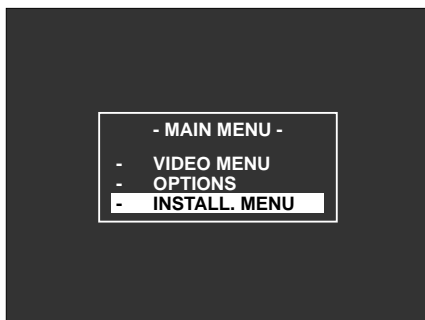 - MAIN MENU -
- VIDEO MENU
- OPTIONS
- INSTALL. MENU